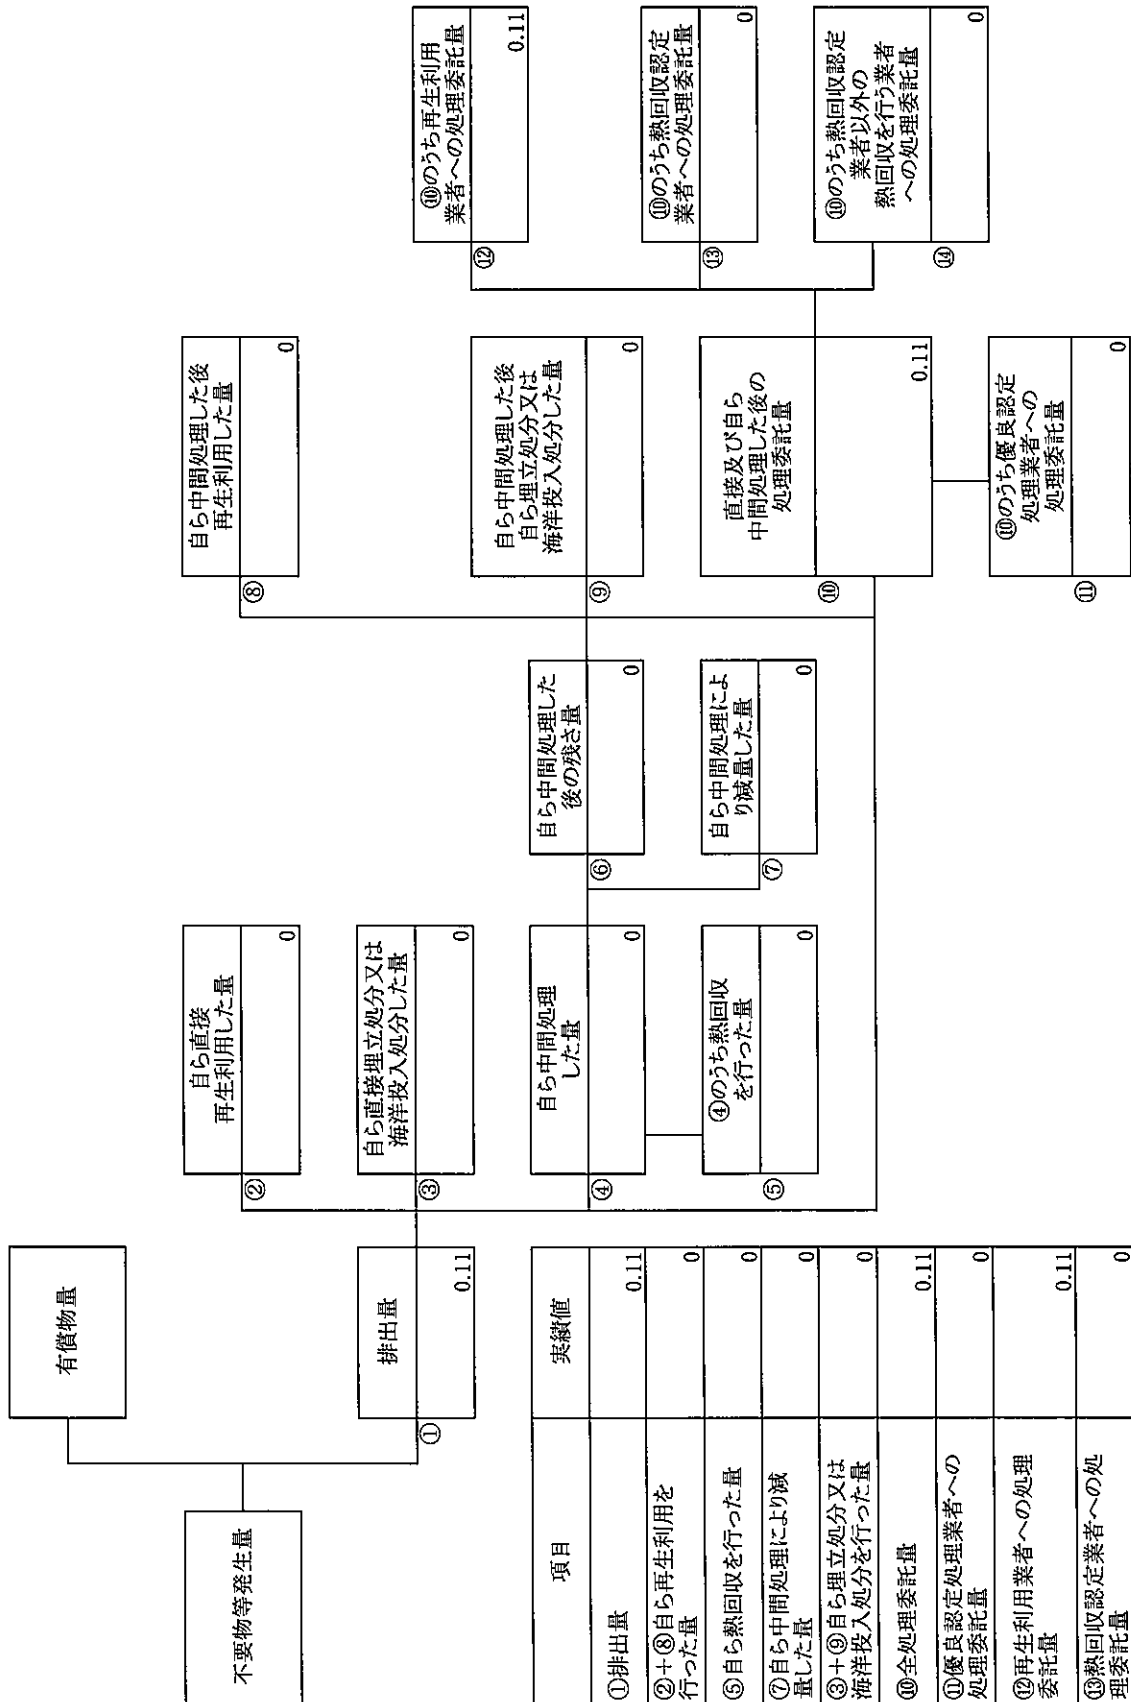 不要物等発生量
有償物量
排出量
①
0.11
自ら直接
再生利用した量
②
0
自ら直接埋立処分又は
海洋投入処分した量
③
0
自ら中間処理
した量
④
0
④のうち熱回収
を行った量
⑤
0
自ら中間処理した
後の残さ量
⑥
0
自ら中間処理によ
り減量した量
⑦
0
自ら中間処理した後
再生利用した量
⑧
0
自ら中間処理した後
自ら埋立処分又は
海洋投入処分した量
⑨
0
直接及び自ら
中間処理した後の
処理委託量
⑩
0.11
⑩のうち優良認定
処理業者への
処理委託量
⑪
0
⑩のうち再生利用
業者への処理委託量
⑫
0.11
⑩のうち熱回収認定
業者への処理委託量
⑬
0
⑩のうち熱回収認定
業者以外の
熱回収を行う業者
への処理委託量
⑭
0
項目 実績値
①排出量 0.11
②+⑧自ら再生利用を
行った量 0
⑤自ら熱回収を行った量 0
⑦自ら中間処理により減
量した量 0
③+⑨自ら埋立処分又は
海洋投入処分を行った量 0
⑩全処理委託量 0.11
⑪優良認定処理業者への
処理委託量 0
⑫再生利用業者への処理
委託量 0.11
⑬熱回収認定業者への処
理委託量 0